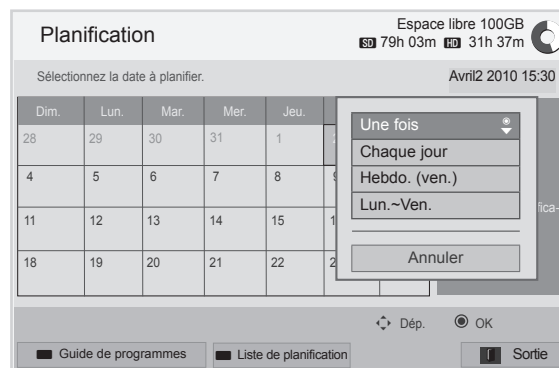 Planification
Espace libre 100GB
SD 79h 03m HD 31h 37m
Sélectionnez la date à planifier.
Avril2 2010 15:30
Dim. Lun. Mar. Mer. Jeu.
28 29 30 31 1
4 5 6 7 8
11 12 13 14 15
18 19 20 21 22
Une fois
Chaque jour
Hebdo. (ven.)
Lun.~Ven.
Annuler
fica-
Dép. OK
Guide de programmes Liste de planification Sortie